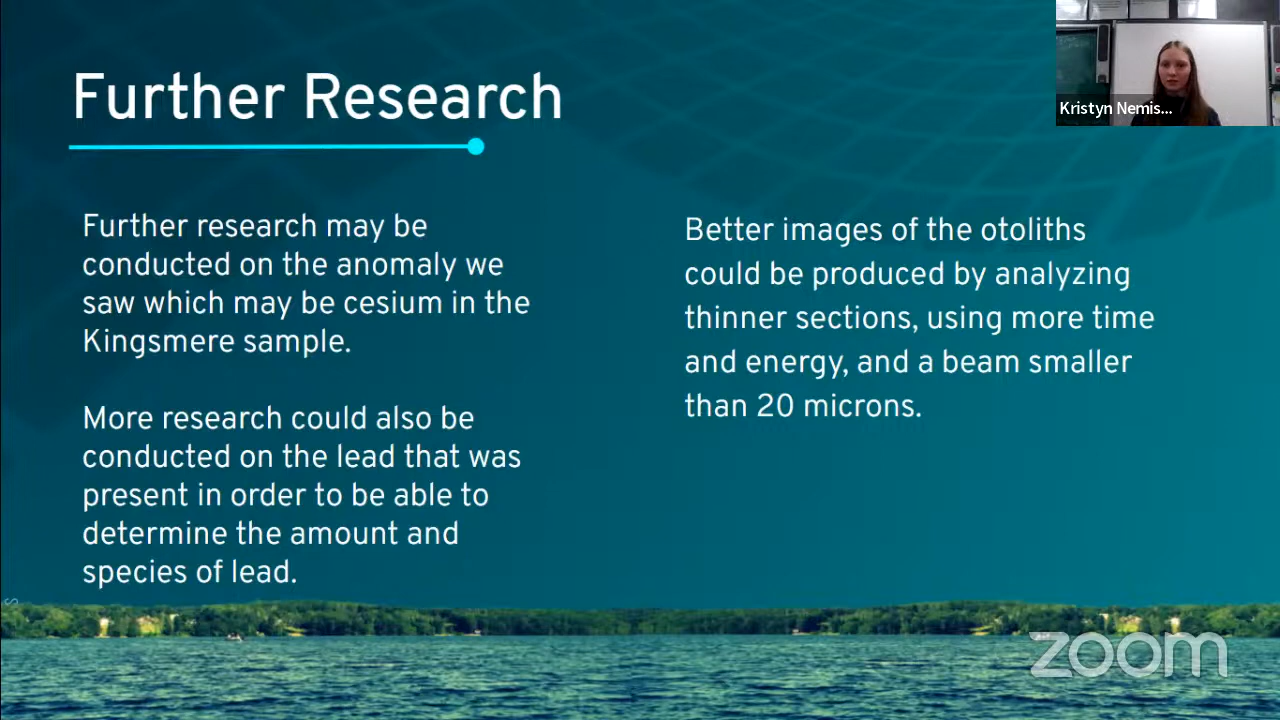 Further Research
Kristyn Nemis...
Further research may be
conducted on the anomaly we
saw which may be cesium in the
Kingsmere sample.
More research could also be
conducted on the lead that was
present in order to be able to
determine the amount and
species of lead.
Better images of the otoliths
could be produced by analyzing
thinner sections, using more time
and energy, and a beam smaller
than 20 microns.
zoom